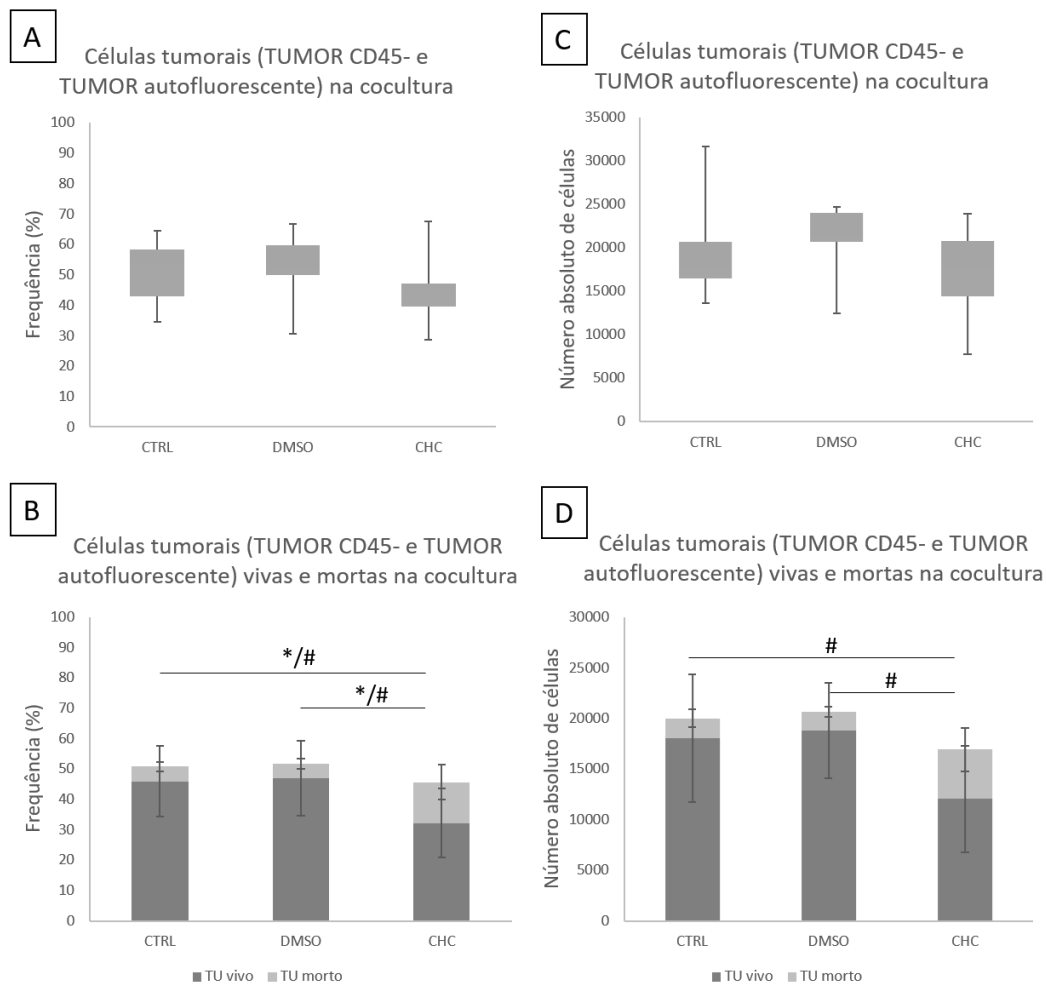 A
Células tumorais (TUMOR CD45- e
TUMOR autofluorescente) na cocultura
Frequência (%)
100
90
80
70
60
50
40
30
20
10
0
CTRL DMSO CHC
C
Células tumorais (TUMOR CD45- e
TUMOR autofluorescente) na cocultura
Número absoluto de células
35000
30000
25000
20000
15000
10000
5000
0
CTRL DMSO CHC
B
Células tumorais (TUMOR CD45- e TUMOR
autofluorescente) vivas e mortas na cocultura
Frequência (%)
100
90
80
70
60
50
40
30
20
10
0
*/#
*/#
CTRL DMSO CHC
TU vivo TU morto
D
Células tumorais (TUMOR CD45- e TUMOR
autofluorescente) vivas e mortas na cocultura
Número absoluto de células
30000
25000
20000
15000
10000
5000
0
#
#
CTRL DMSO CHC
TU vivo TU morto